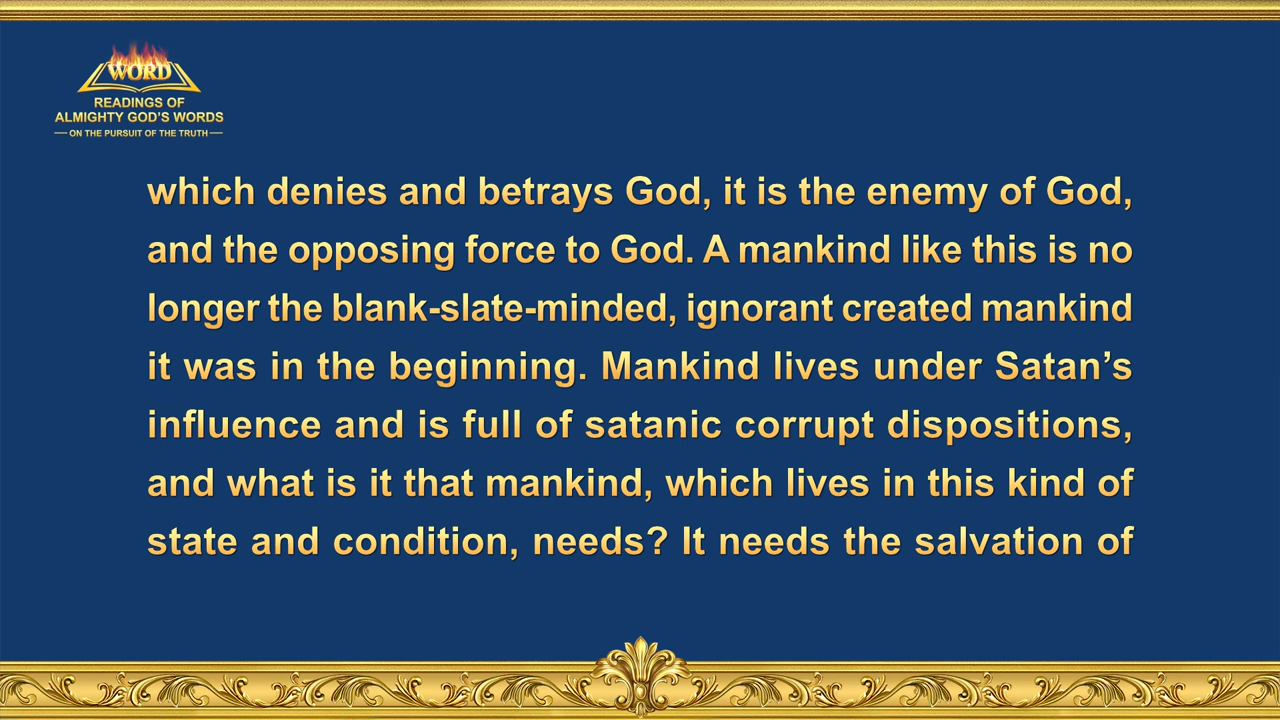 WORD
READINGS OF
ALMIGHTY GOD'S WORDS
— ON THE PURSUIT OF THE TRUTH —
which denies and betrays God, it is the enemy of God,
and the opposing force to God. A mankind like this is no
longer the blank-slate-minded, ignorant created mankind
it was in the beginning. Mankind lives under Satan’s
influence and is full of satanic corrupt dispositions,
and what is it that mankind, which lives in this kind of
state and condition, needs? It needs the salvation of